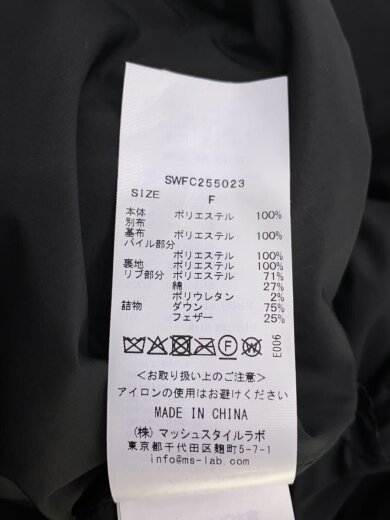 SWFC255023
SIZE F
本体 ポリエステル 100%
別布
基布 ポリエステル 100%
パイル部分
ポリエステル 100%
裏地 ポリエステル 100%
リブ部分 ポリエステル 71%
綿 27%
ポリウレタン 2%
詰物 ダウン 75%
フェザー 25%
F W E006
<お取り扱い上のご注意>
アイロンの使用はお避けください
MADE IN CHINA
(株) マッシュスタイルラボ
東京都千代田区麹町5-7-1
info@ms-lab.com